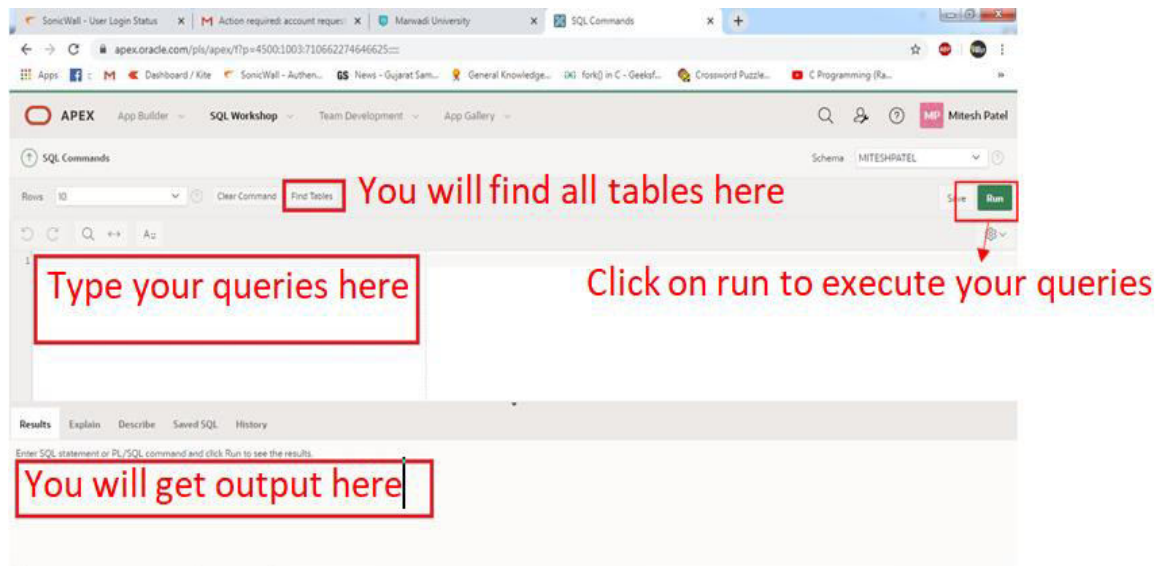 SonicWall - User Login Status
Action required: account reques
Marwadi University
SQL Commands
apex.oracle.com/pls/apex/f?p=4500:1003:710662274646625:::::
Apps
Dashboard / Kite
SonicWall - Authen...
GS News - Gujarat Sam...
General Knowledge...
fork() in C - Geeksf...
Crossword Puzzle...
C Programming (Ra...
APEX
App Builder
SQL Workshop
Team Development
App Gallery
MP Mitesh Patel
SQL Commands
Schema MITESHPATEL
Rows 10
Clear Command
Find Tables
You will find all tables here
Save
Run
1
Type your queries here
Click on run to execute your queries
Results Explain Describe Saved SQL History
Enter SQL statement or PL/SQL command and click Run to see the results.
You will get output here